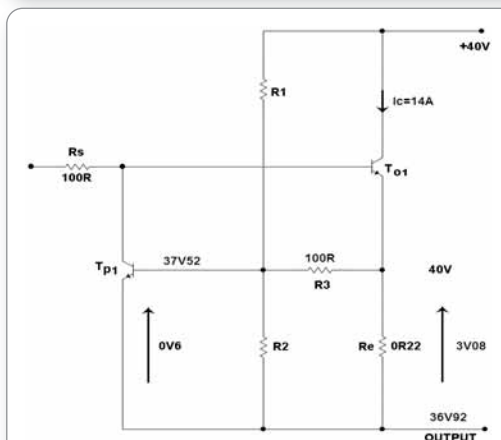 +40V
R1
Ic=14A
Rs
100R
To1
Tp1
37V52
100R
R3
40V
0V6
R2
Re
0R22
3V08
36V92
OUTPUT